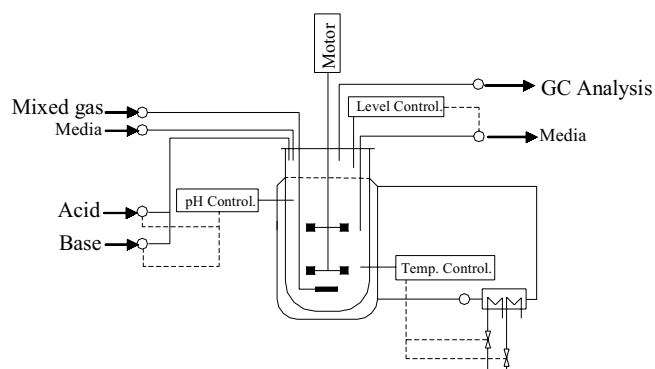 Motor
GC Analysis
Mixed gas
Level Control.
Media
Media
Acid
pH Control.
Base
Temp. Control.